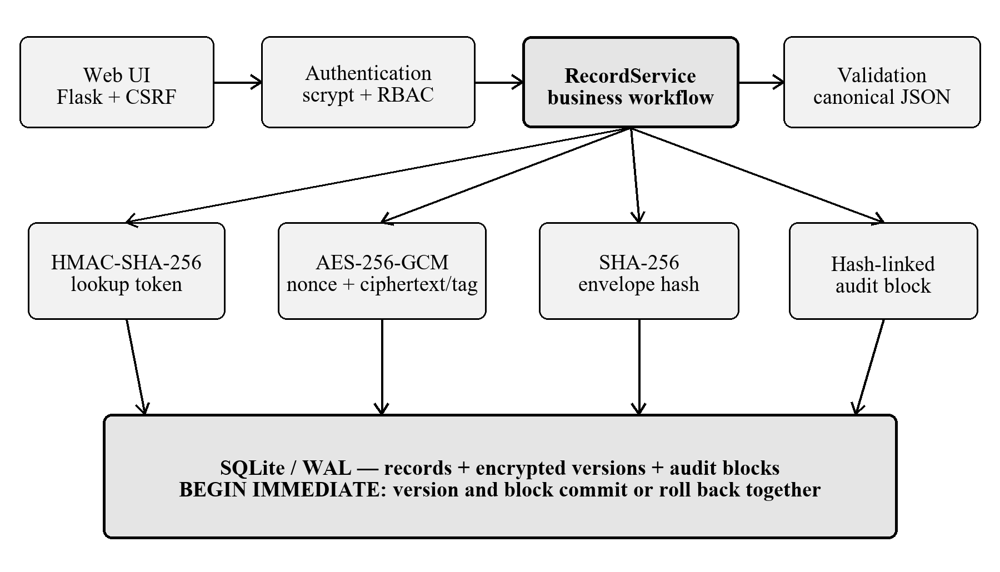 Web UI
Flask + CSRF
Authentication
scrypt + RBAC
RecordService
business workflow
Validation
canonical JSON
HMAC-SHA-256
lookup token
AES-256-GCM
nonce + ciphertext/tag
SHA-256
envelope hash
Hash-linked
audit block
SQLite / WAL — records + encrypted versions + audit blocks
BEGIN IMMEDIATE: version and block commit or roll back together